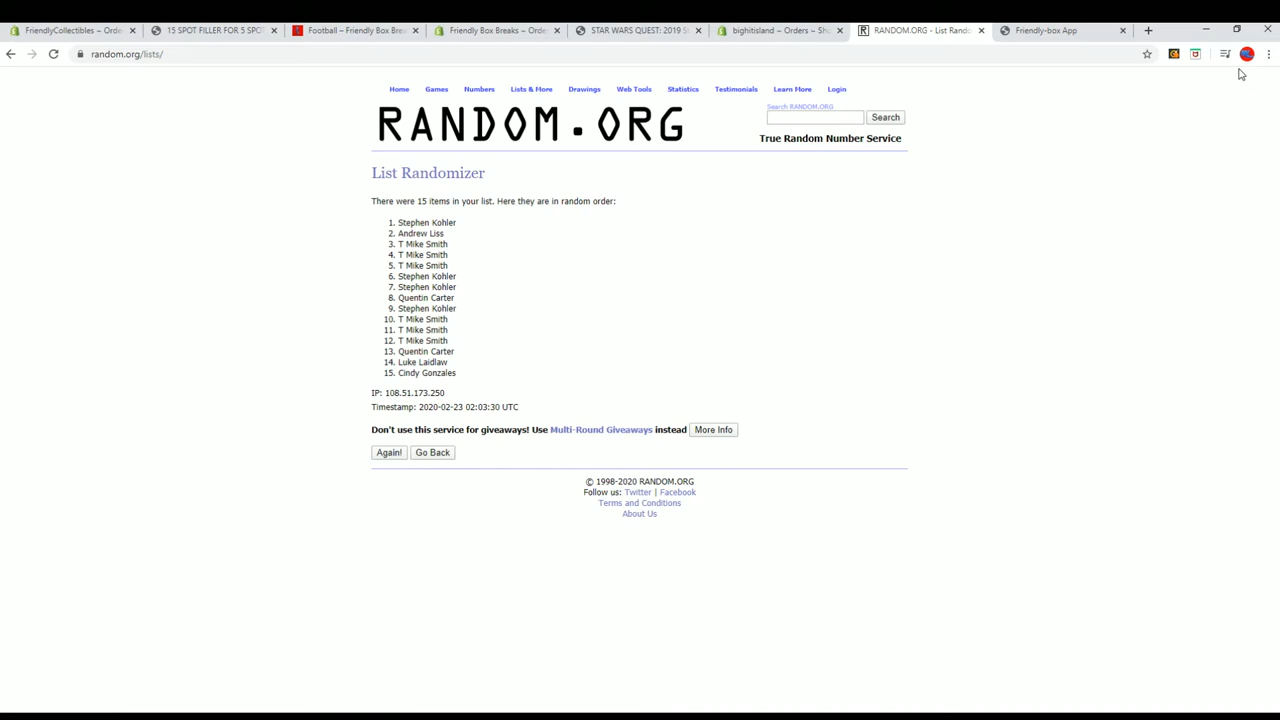 FriendlyCollectibles ~ Orde
15 SPOT FILLER FOR 5 SPOT
Football – Friendly Box Brea
Friendly Box Breaks ~ Orde
STAR WARS QUEST: 2019 S
bighitisland ~ Orders ~ Sh
RANDOM.ORG - List Rando
Friendly-box App
random.org/lists/
Home Games Numbers Lists & More Drawings Web Tools Statistics Testimonials Learn More Login
RANDOM.ORG
Search RANDOM.ORG
Search
True Random Number Service
List Randomizer
There were 15 items in your list. Here they are in random order:
1. Stephen Kohler
2. Andrew Liss
3. T Mike Smith
4. T Mike Smith
5. T Mike Smith
6. Stephen Kohler
7. Stephen Kohler
8. Quentin Carter
9. Stephen Kohler
10. T Mike Smith
11. T Mike Smith
12. T Mike Smith
13. Quentin Carter
14. Luke Laidlaw
15. Cindy Gonzales
IP: 108.51.173.250
Timestamp: 2020-02-23 02:03:30 UTC
Don't use this service for giveaways! Use Multi-Round Giveaways instead More Info
Again! Go Back
© 1998-2020 RANDOM.ORG
Follow us: Twitter | Facebook
Terms and Conditions
About Us